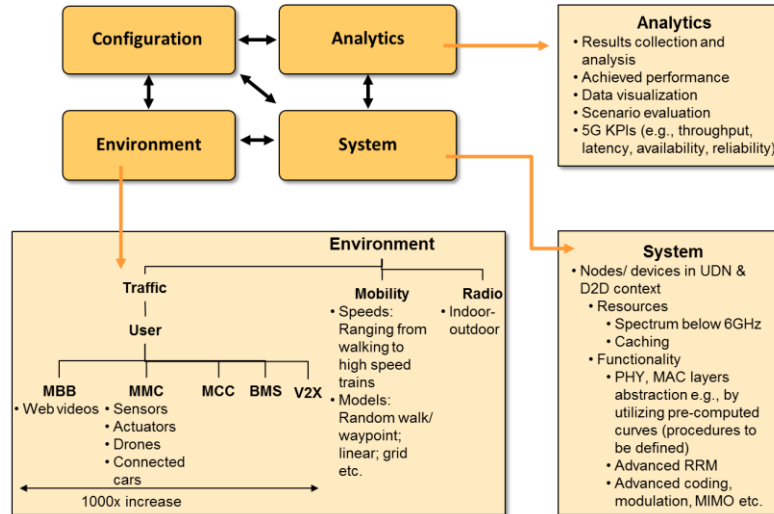 Configuration
Analytics
Environment
System
Analytics
• Results collection and
analysis
• Achieved performance
• Data visualization
• Scenario evaluation
• 5G KPIs (e.g., throughput,
latency, availability, reliability)
Environment
Traffic
User
MBB
• Web videos
MMC
• Sensors
• Actuators
• Drones
• Connected
cars
MCC
BMS
V2X
1000x increase
Mobility
• Speeds:
Ranging from
walking to
high speed
trains
• Models:
Random walk/
waypoint;
linear; grid
etc.
Radio
• Indoor-
outdoor
System
• Nodes/ devices in UDN &
D2D context
• Resources
• Spectrum below 6GHz
• Caching
• Functionality
• PHY, MAC layers
abstraction e.g., by
utilizing pre-computed
curves (procedures to
be defined)
• Advanced RRM
• Advanced coding,
modulation, MIMO etc.